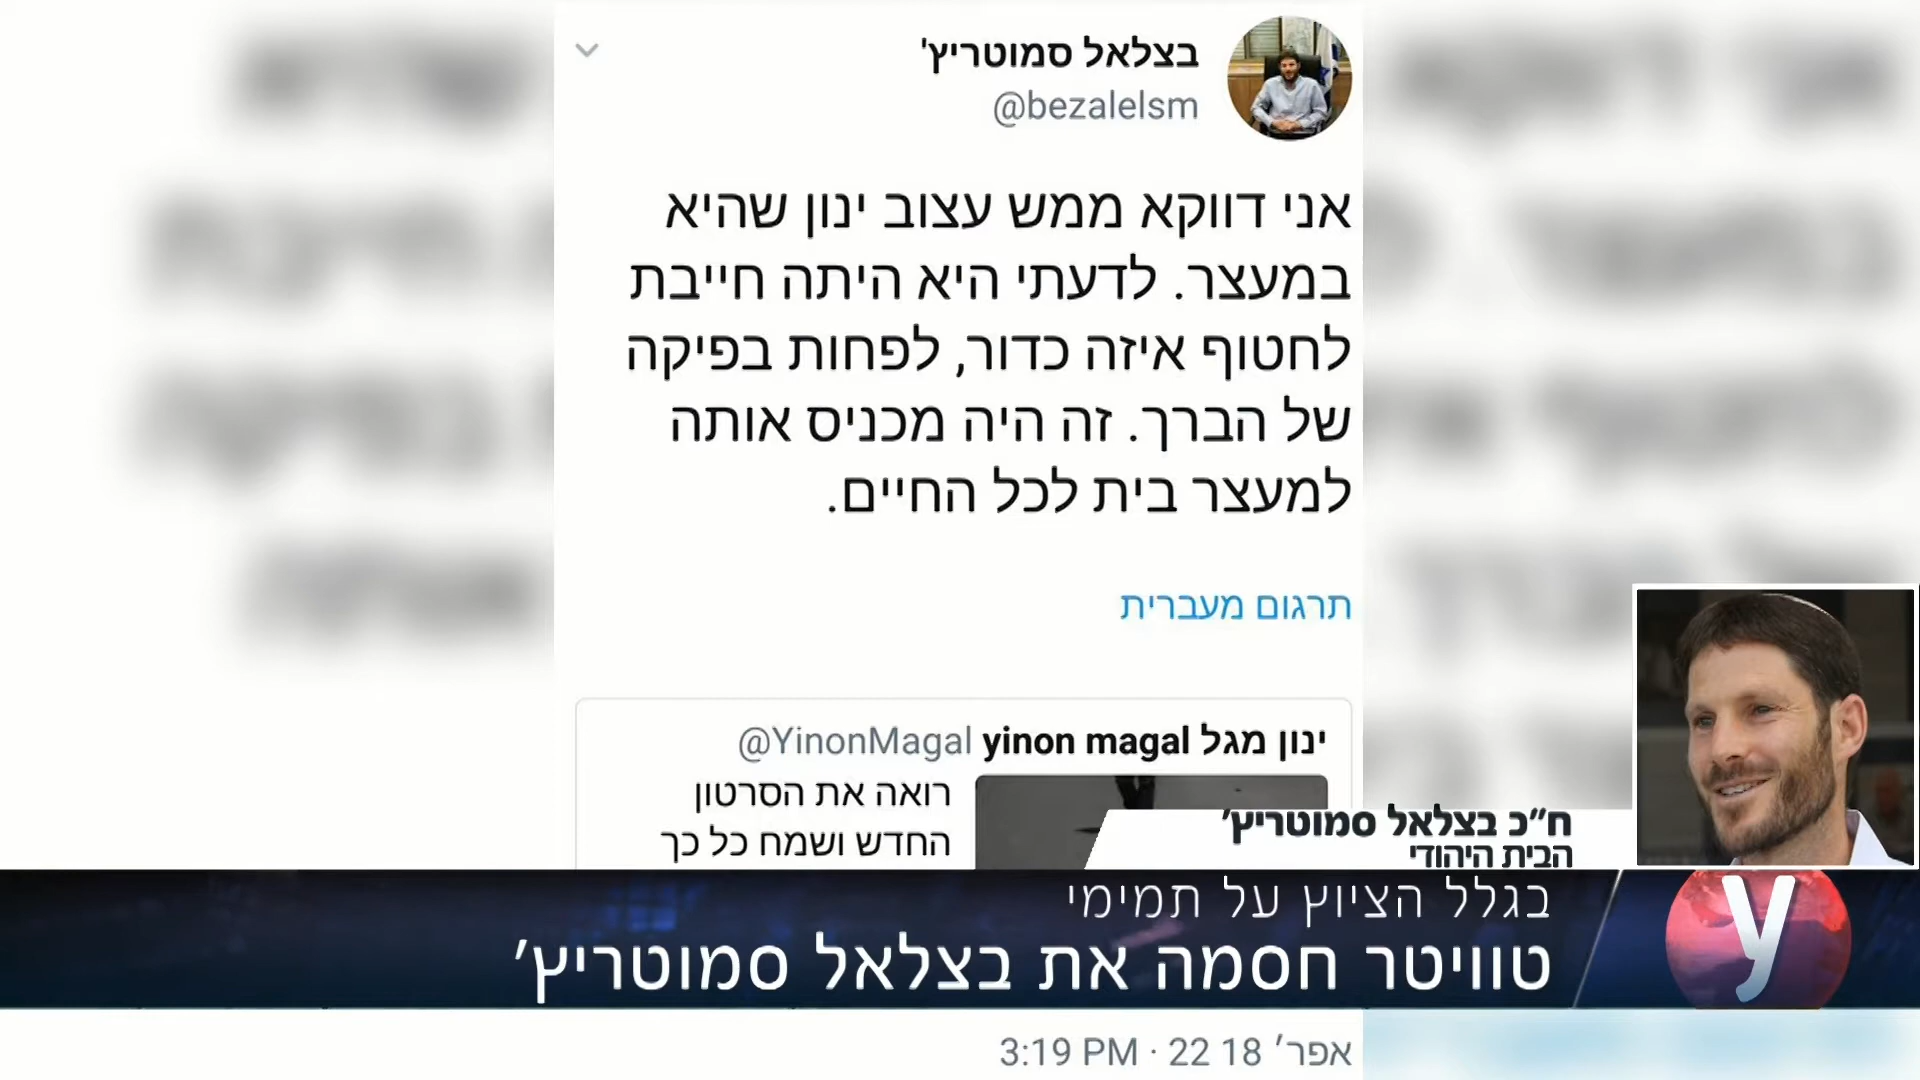 בצלאל סמוטריץ'
@bezalelsm
אני דווקא ממש עצוב ינון שהיא
במעצר. לדעתי היא היתה חייבת
לחטוף איזה כדור, לפחות בפיקה
של הברך. זה היה מכניס אותה
למעצר בית לכל החיים.
תרגום מעברית
ינון מגל yinon magal @YinonMagal
רואה את הסרטון
החדש ושמח כל כך
ח"כ בצלאל סמוטריץ'
הבית היהודי
בגלל הציוץ על תמימי
טוויטר חסמה את בצלאל סמוטריץ'
y
3:19 PM · 22 אפר' 18